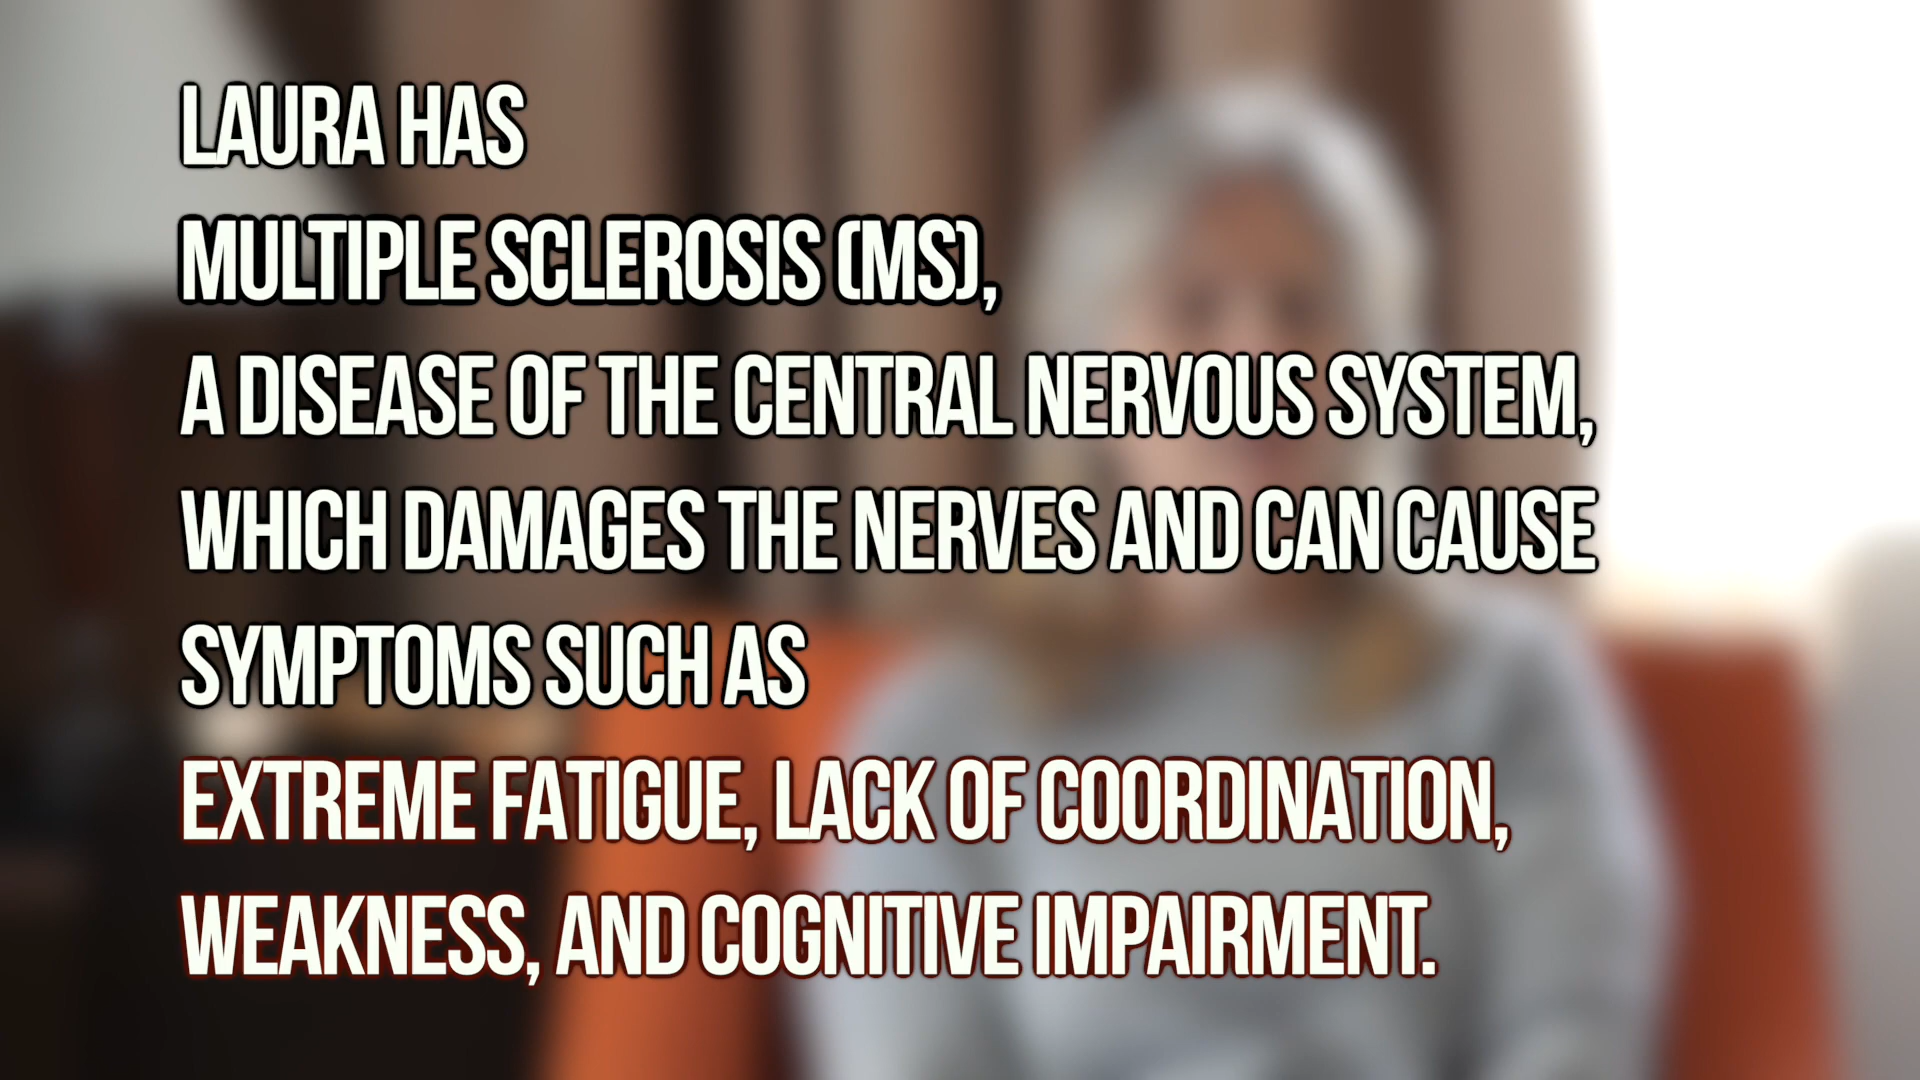 LAURA HAS
MULTIPLE SCLEROSIS (MS),
A DISEASE OF THE CENTRAL NERVOUS SYSTEM,
WHICH DAMAGES THE NERVES AND CAN CAUSE
SYMPTOMS SUCH AS
EXTREME FATIGUE, LACK OF COORDINATION,
WEAKNESS, AND COGNITIVE IMPAIRMENT.